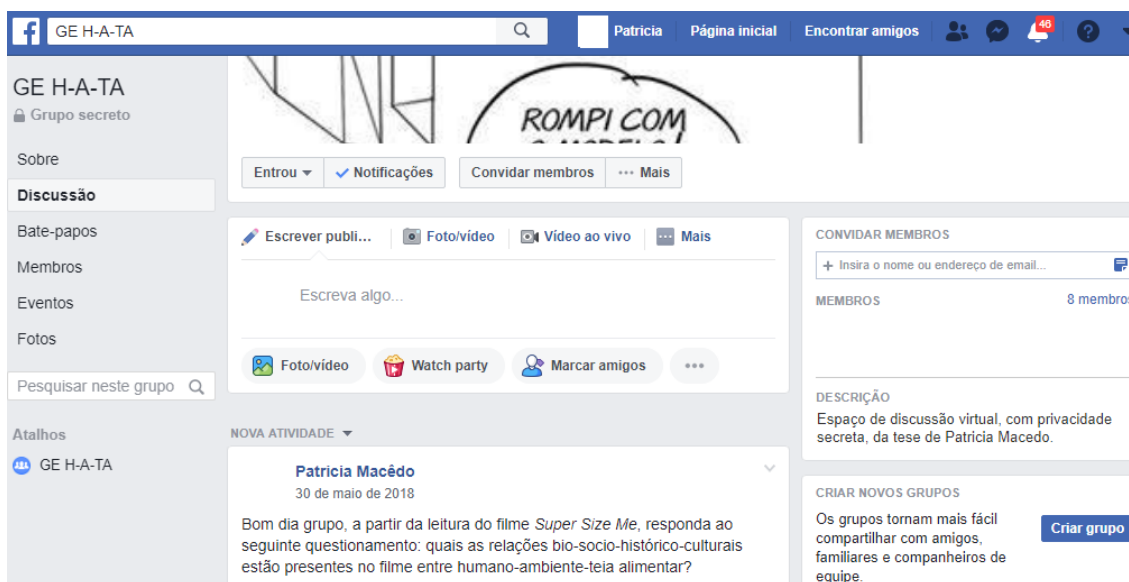 f GE H-A-TA Patricia Página inicial Encontrar amigos 46 ?
GE H-A-TA
Grupo secreto
Sobre
Discussão
Bate-papos
Membros
Eventos
Fotos
Pesquisar neste grupo
Atalhos
GE H-A-TA
ROMPI COM
O MODELO!
Entrou Notificações Convidar membros ··· Mais
Escrever publi... Foto/vídeo Vídeo ao vivo Mais
Escreva algo...
Foto/vídeo Watch party Marcar amigos
NOVA ATIVIDADE
Patricia Macêdo
30 de maio de 2018
Bom dia grupo, a partir da leitura do filme Super Size Me, responda ao
seguinte questionamento: quais as relações bio-socio-histórico-culturais
estão presentes no filme entre humano-ambiente-teia alimentar?
CONVIDAR MEMBROS
+ Insira o nome ou endereço de email...
MEMBROS 8 membros
DESCRIÇÃO
Espaço de discussão virtual, com privacidade
secreta, da tese de Patricia Macedo.
CRIAR NOVOS GRUPOS
Os grupos tornam mais fácil
compartilhar com amigos,
familiares e companheiros de
equipe.
Criar grupo